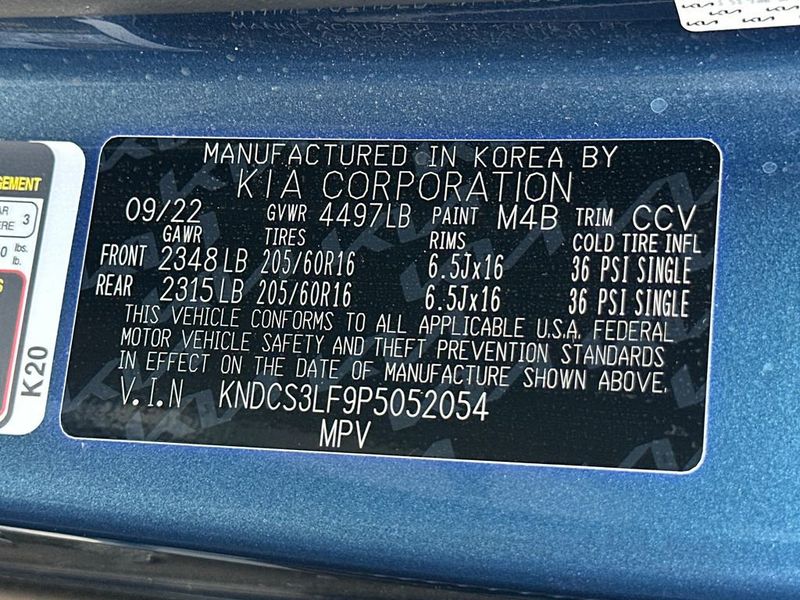 MANUFACTURED IN KOREA BY
KIA CORPORATION
09/22 GVWR 4497LB PAINT M4B TRIM CCV
GAWR TIRES RIMS COLD TIRE INFL
FRONT 2348LB 205/60R16 6.5Jx16 36 PSI SINGLE
REAR 2315LB 205/60R16 6.5Jx16 36 PSI SINGLE
THIS VEHICLE CONFORMS TO ALL APPLICABLE U.S.A. FEDERAL
MOTOR VEHICLE SAFETY AND THEFT PREVENTION STANDARDS
IN EFFECT ON THE DATE OF MANUFACTURE SHOWN ABOVE.
V.I.N KNDCS3LF9P5052054
MPV
3
lbs.
lb.
K20